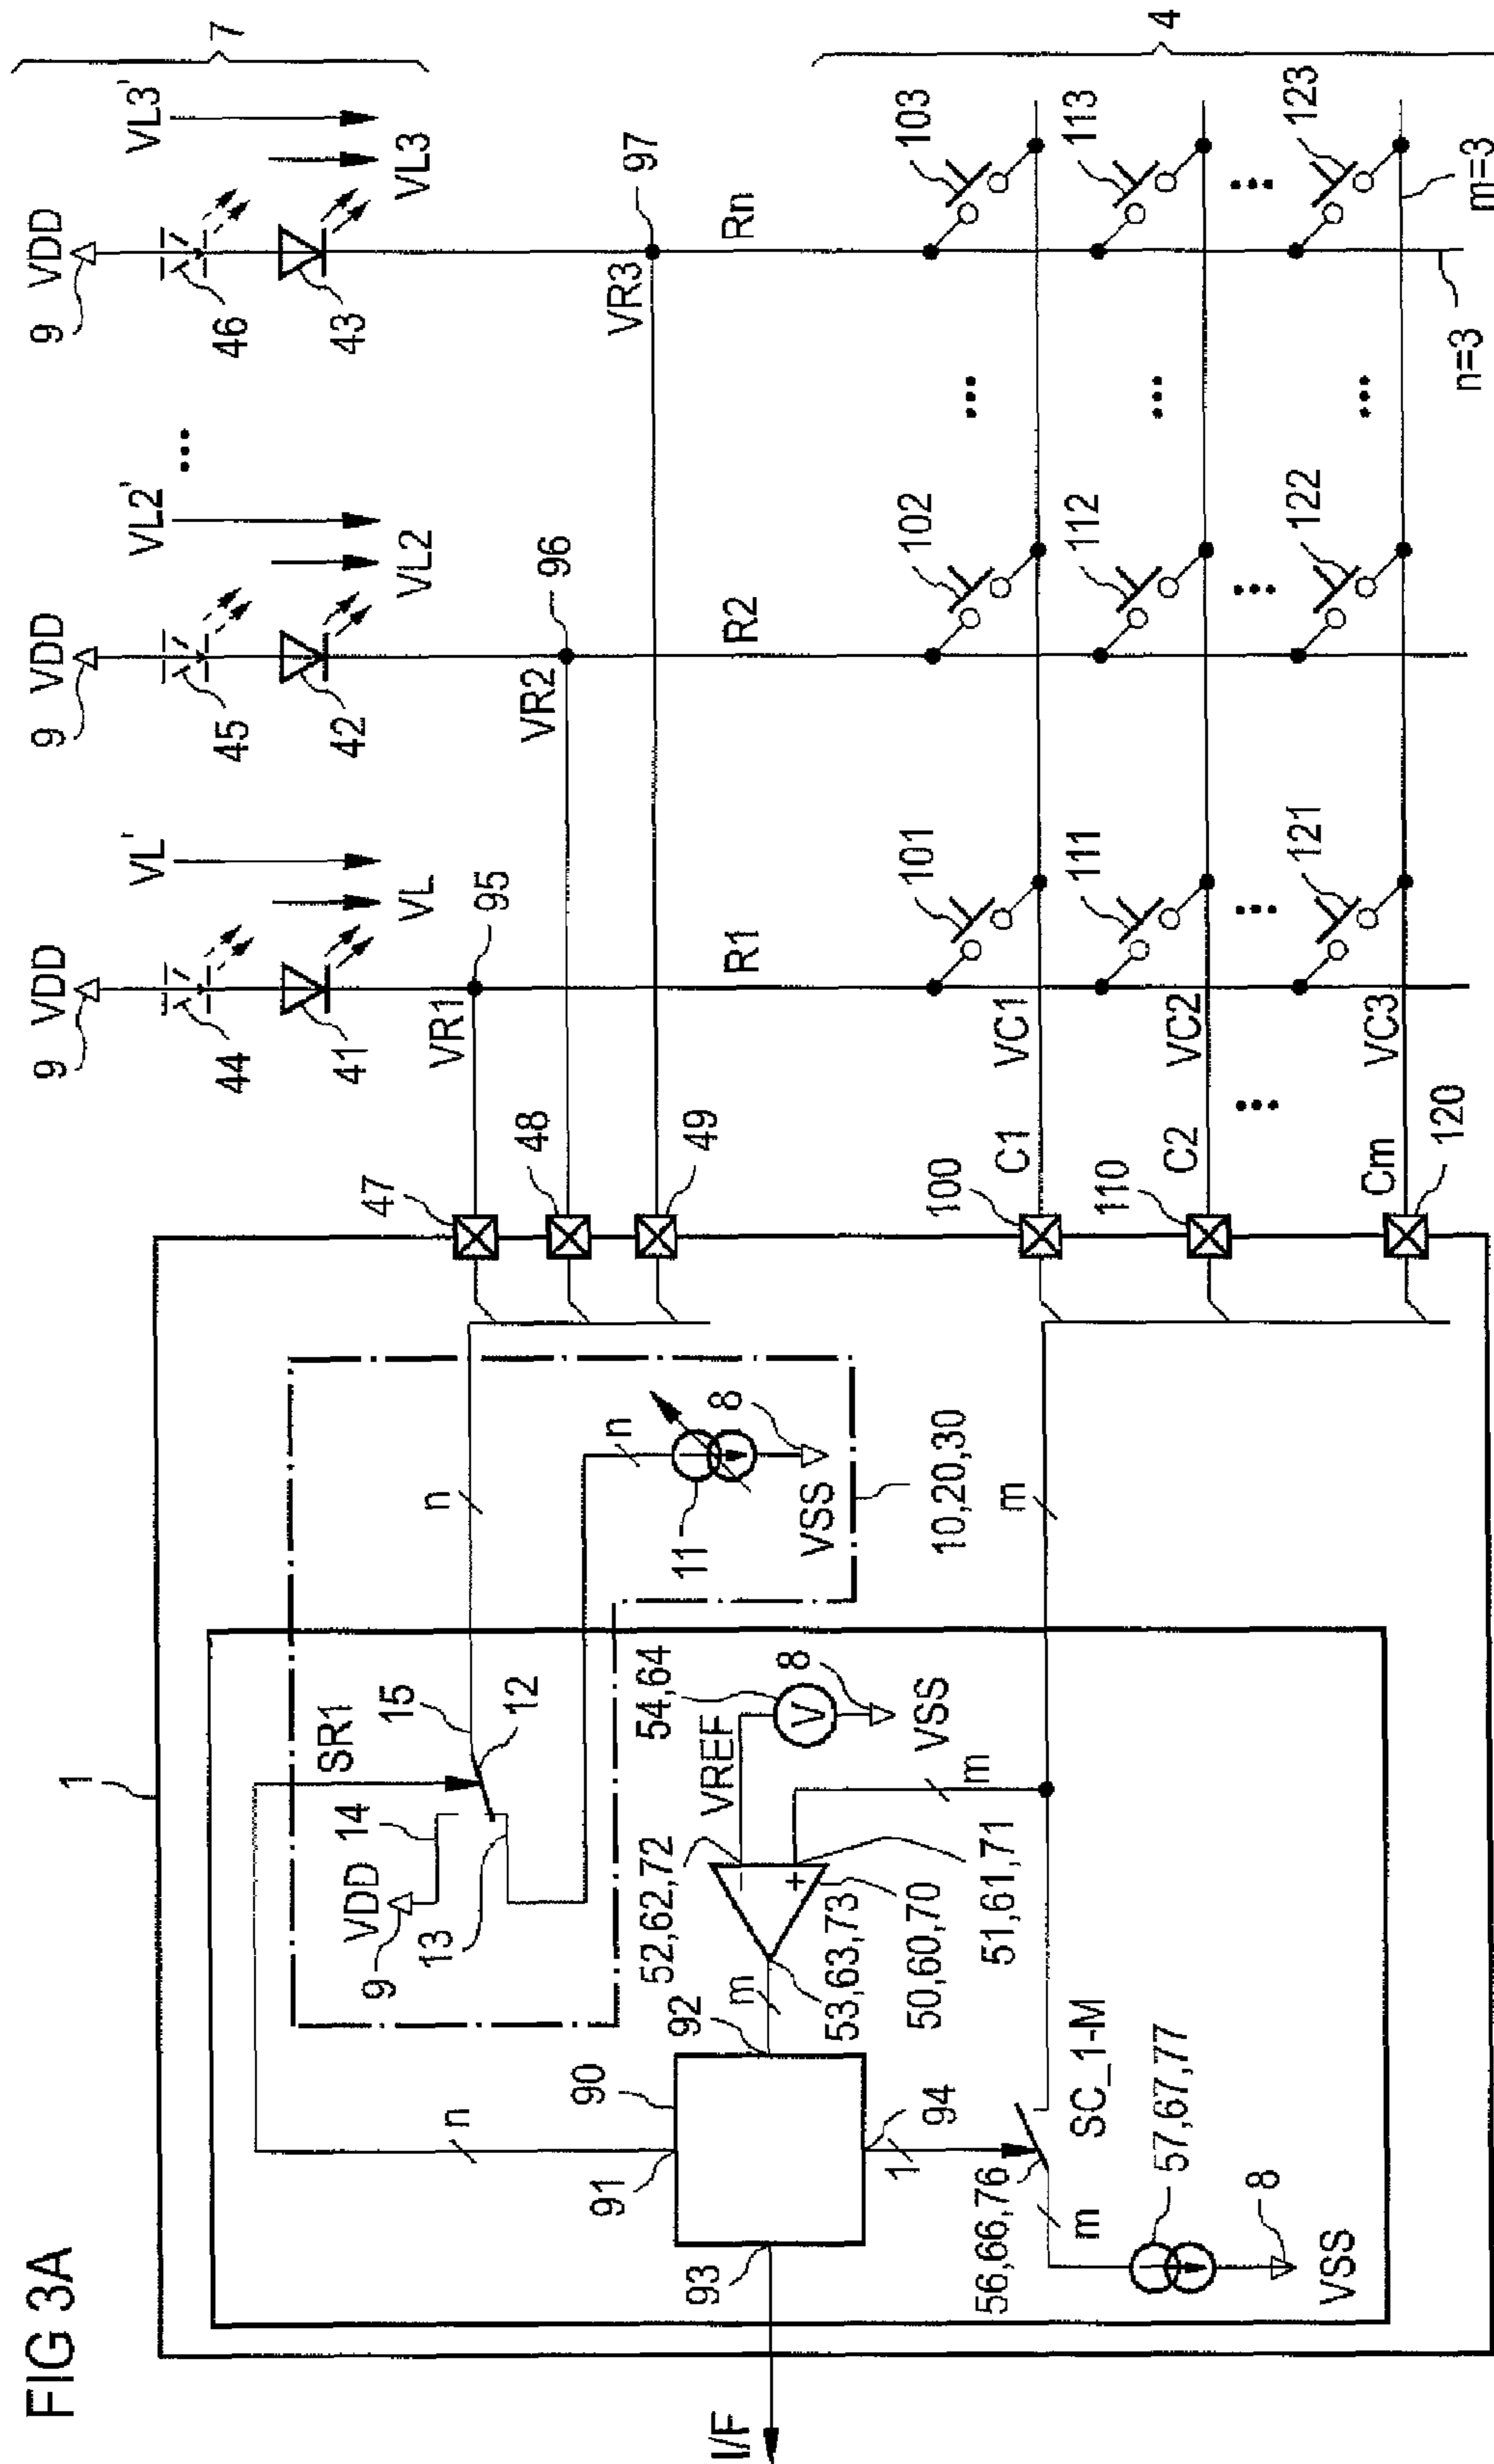 FIG 3A
9 VDD
9 VDD
9 VDD
44
45
46
41
42
43
VL'
VL2'
VL3'
VL
VL2
VL3
...
7
VR1
95
VR2
96
VR3
97
R1
R2
Rn
47
48
49
1
SR1
15
12
14
VDD
9
13
n
n
11
8
VSS
10,20,30
n
90
91
92
93
94
I/F
m
52,62,72
VREF
54,64
8
VSS
53,63,73
50,60,70
51,61,71
m
m
1
SC_1-M
56,66,76
m
57,67,77
8
VSS
100
C1
VC1
101
102
103
...
110
C2
VC2
111
112
113
...
...
...
...
...
120
Cm
VC3
121
122
123
...
4
n=3
m=3